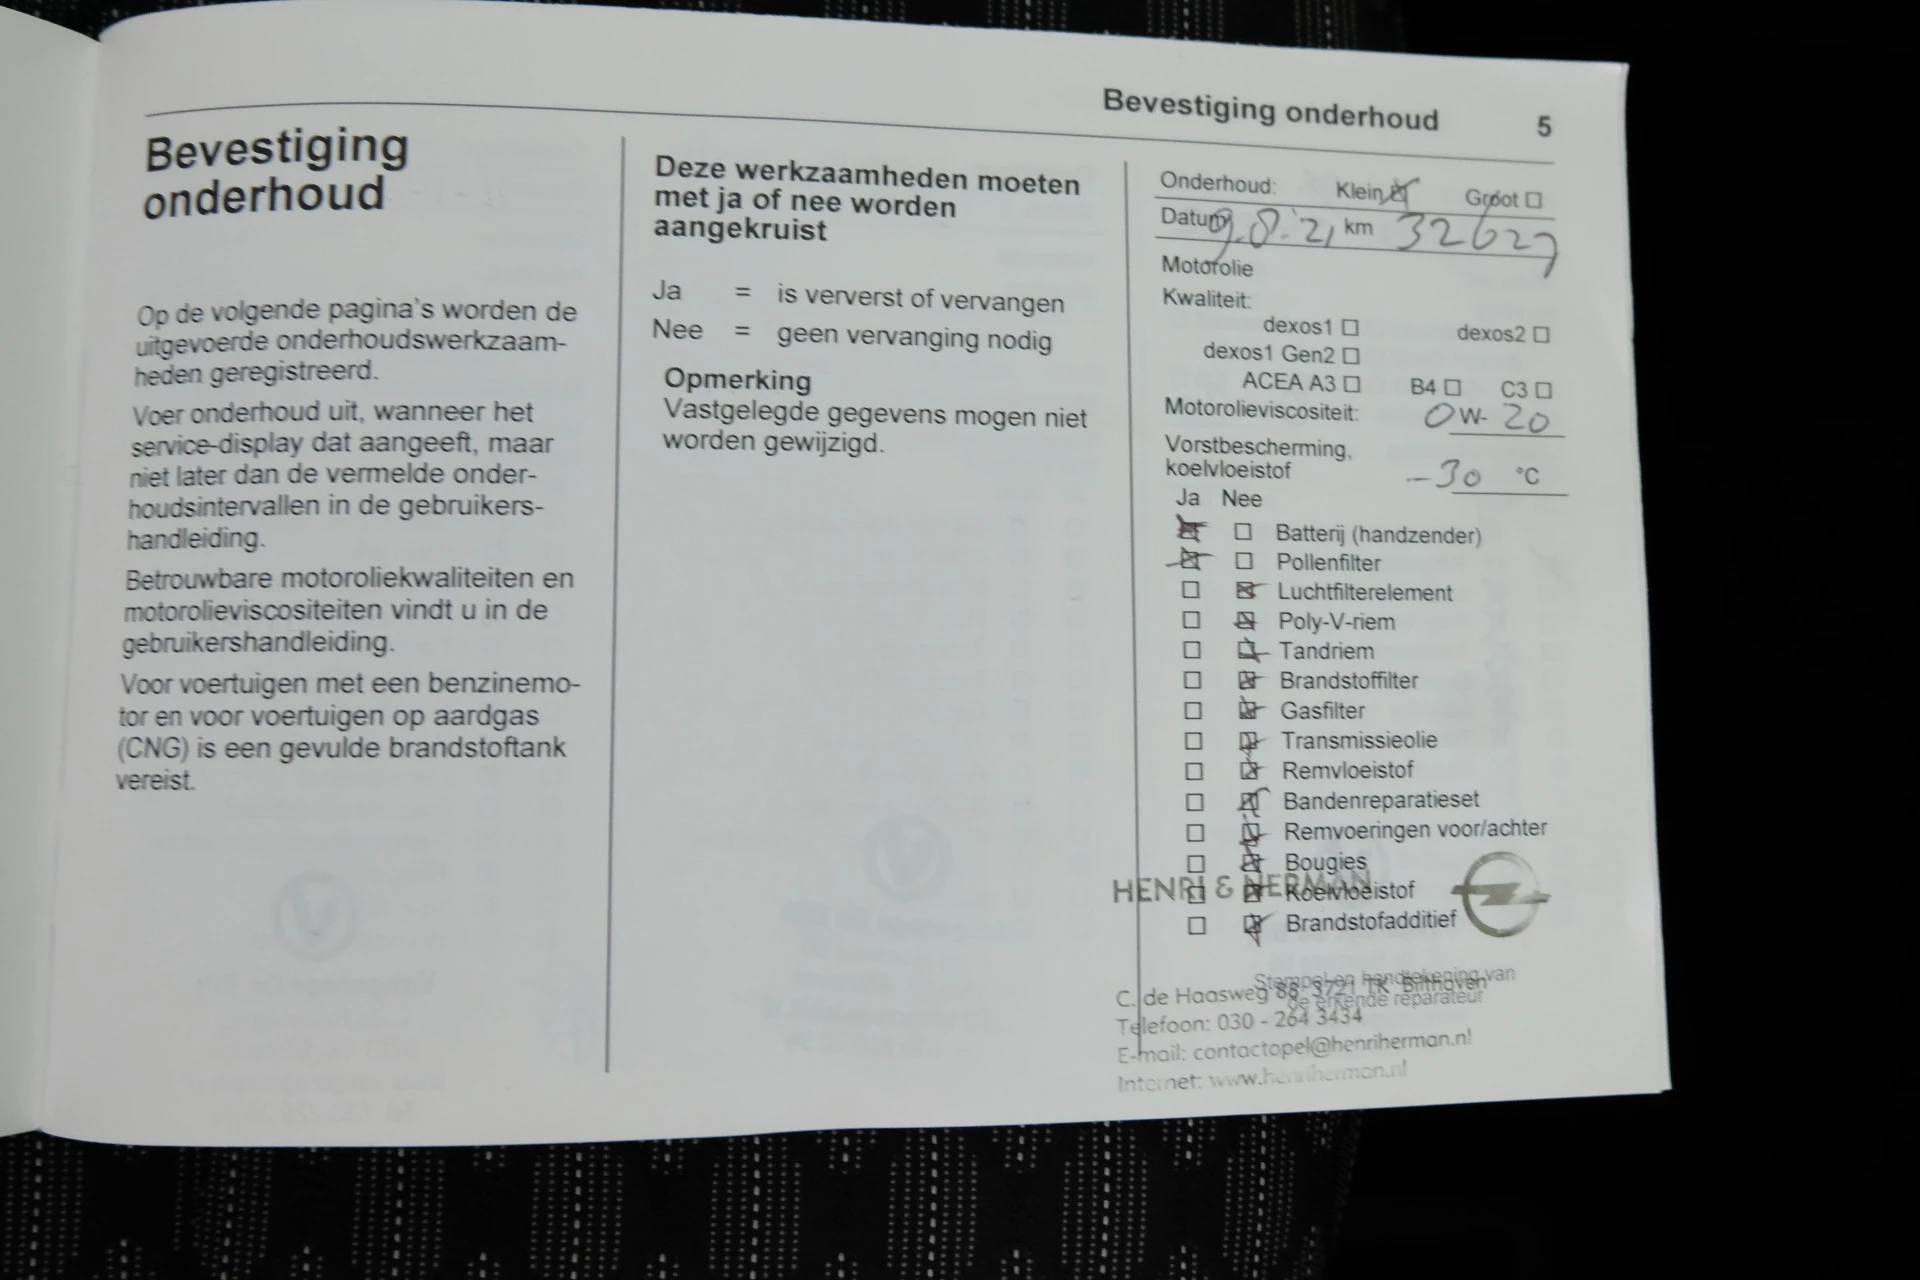 Bevestiging onderhoud 5
Bevestiging
onderhoud
Op de volgende pagina's worden de
uitgevoerde onderhoudswerkzaam-
heden geregistreerd.
Voer onderhoud uit, wanneer het
service-display dat aangeeft, maar
niet later dan de vermelde onder-
houdsintervallen in de gebruikers-
handleiding.
Betrouwbare motoroliekwaliteiten en
motorolieviscositeiten vindt u in de
gebruikershandleiding.
Voor voertuigen met een benzinemo-
tor en voor voertuigen op aardgas
(CNG) is een gevulde brandstoftank
vereist.
Deze werkzaamheden moeten
met ja of nee worden
aangekruist
Ja = is ververst of vervangen
Nee = geen vervanging nodig
Opmerking
Vastgelegde gegevens mogen niet
worden gewijzigd.
Onderhoud: Klein ☒ Groot ☐
Datum 9.8.'21 km 32627
Motorolie
Kwaliteit:
dexos1 ☐ dexos2 ☐
dexos1 Gen2 ☐
ACEA A3 ☐ B4 ☐ C3 ☐
Motorolieviscositeit: 0W-20
Vorstbescherming,
koelvloeistof -30 °C
Ja Nee
☒ ☐ Batterij (handzender)
☒ ☐ Pollenfilter
☐ ☒ Luchtfilterelement
☐ ☒ Poly-V-riem
☐ ☒ Tandriem
☐ ☒ Brandstoffilter
☐ ☒ Gasfilter
☐ ☒ Transmissieolie
☐ ☒ Remvloeistof
☐ ☒ Bandenreparatieset
☐ ☒ Remvoeringen voor/achter
☐ ☒ Bougies
☐ ☒ Koelvloeistof
☐ ☒ Brandstofadditief
HENRI & HERMAN
Stempel en handtekening van
de erkende reparateur
C. de Haasweg 88, 3721 TK Bilthoven
Telefoon: 030 - 264 3434
E-mail: contactopel@henriherman.nl
Internet: www.henriherman.nl